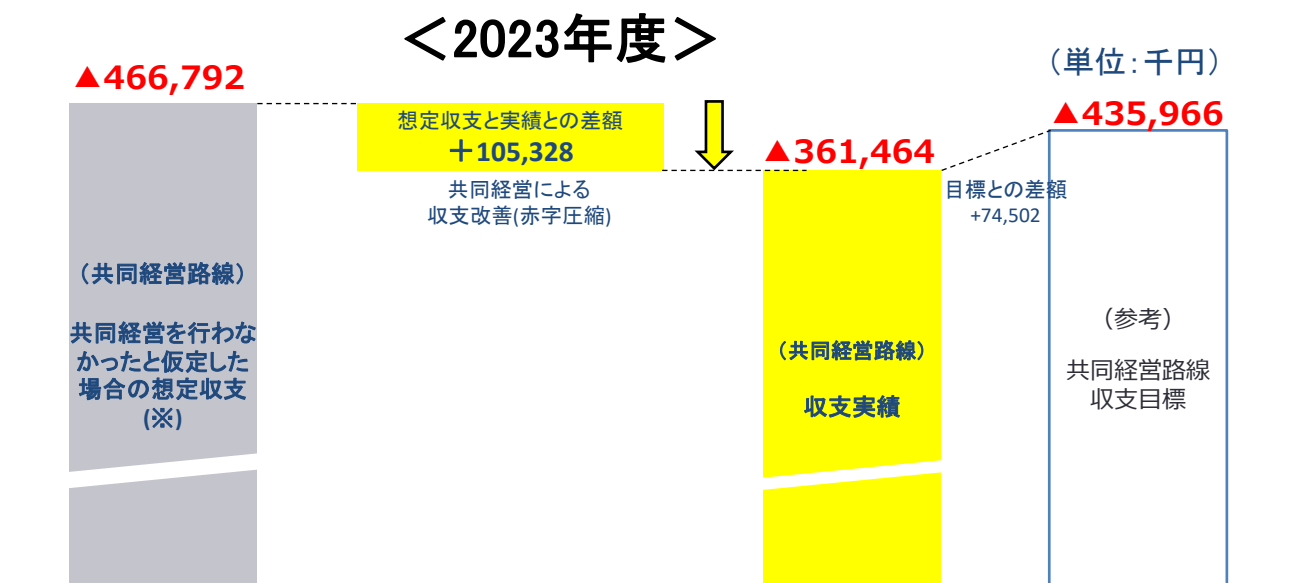 ＜2023年度＞
（単位：千円）
▲466,792
（共同経営路線）
共同経営を行わな
かったと仮定した
場合の想定収支
(※)
想定収支と実績との差額
＋105,328
共同経営による
収支改善(赤字圧縮)
▲361,464
（共同経営路線）
収支実績
目標との差額
+74,502
▲435,966
（参考）
共同経営路線
収支目標